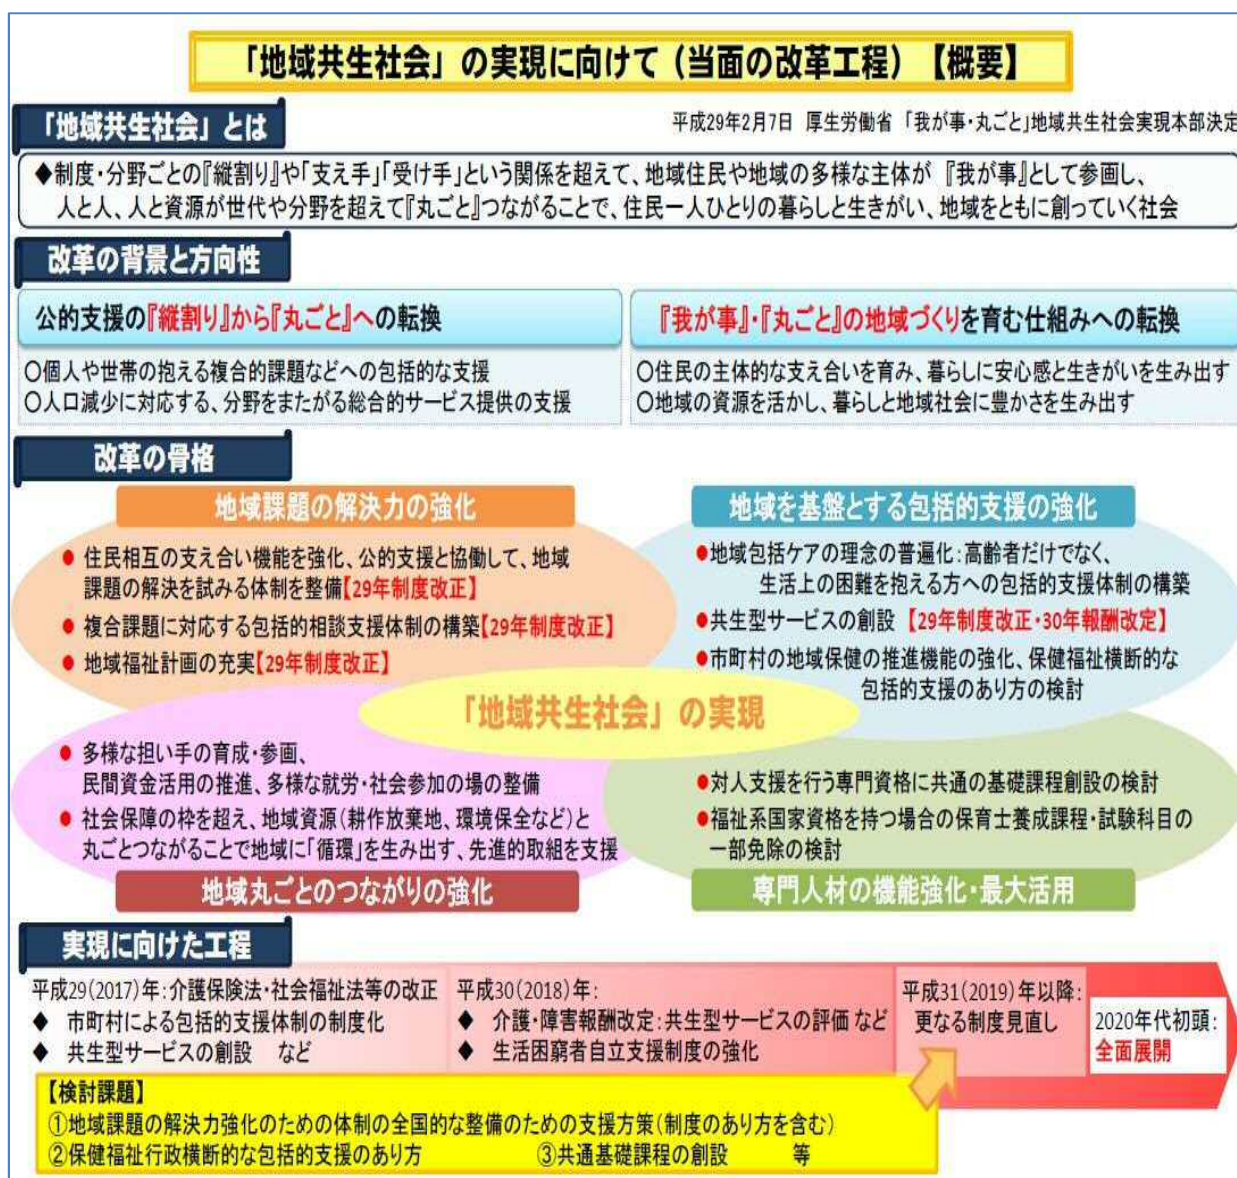 「地域共生社会」の実現に向けて（当面の改革工程）【概要】
「地域共生社会」とは
平成29年2月7日 厚生労働省 「我が事・丸ごと」地域共生社会実現本部決定
◆制度・分野ごとの『縦割り』や「支え手」「受け手」という関係を超えて、地域住民や地域の多様な主体が 『我が事』として参画し、
人と人、人と資源が世代や分野を超えて『丸ごと』つながることで、住民一人ひとりの暮らしと生きがい、地域をともに創っていく社会
改革の背景と方向性
公的支援の『縦割り』から『丸ごと』への転換
○個人や世帯の抱える複合的課題などへの包括的な支援
○人口減少に対応する、分野をまたがる総合的サービス提供の支援
『我が事』・『丸ごと』の地域づくりを育む仕組みへの転換
○住民の主体的な支え合いを育み、暮らしに安心感と生きがいを生み出す
○地域の資源を活かし、暮らしと地域社会に豊かさを生み出す
改革の骨格
地域課題の解決力の強化
● 住民相互の支え合い機能を強化、公的支援と協働して、地域
課題の解決を試みる体制を整備【29年制度改正】
● 複合課題に対応する包括的相談支援体制の構築【29年制度改正】
● 地域福祉計画の充実【29年制度改正】
地域を基盤とする包括的支援の強化
●地域包括ケアの理念の普遍化：高齢者だけでなく、
生活上の困難を抱える方への包括的支援体制の構築
●共生型サービスの創設 【29年制度改正・30年報酬改定】
●市町村の地域保健の推進機能の強化、保健福祉横断的な
包括的支援のあり方の検討
「地域共生社会」の実現
● 多様な担い手の育成・参画、
民間資金活用の推進、多様な就労・社会参加の場の整備
● 社会保障の枠を超え、地域資源（耕作放棄地、環境保全など）と
丸ごとつながることで地域に「循環」を生み出す、先進的取組を支援
地域丸ごとのつながりの強化
●対人支援を行う専門資格に共通の基礎課程創設の検討
●福祉系国家資格を持つ場合の保育士養成課程・試験科目の
一部免除の検討
専門人材の機能強化・最大活用
実現に向けた工程
平成29(2017)年：介護保険法・社会福祉法等の改正
◆ 市町村による包括的支援体制の制度化
◆ 共生型サービスの創設 など
平成30(2018)年：
◆ 介護・障害報酬改定：共生型サービスの評価 など
◆ 生活困窮者自立支援制度の強化
平成31(2019)年以降：
更なる制度見直し
2020年代初頭：
全面展開
【検討課題】
①地域課題の解決力強化のための体制の全国的な整備のための支援方策（制度のあり方を含む）
②保健福祉行政横断的な包括的支援のあり方 ③共通基礎課程の創設 等